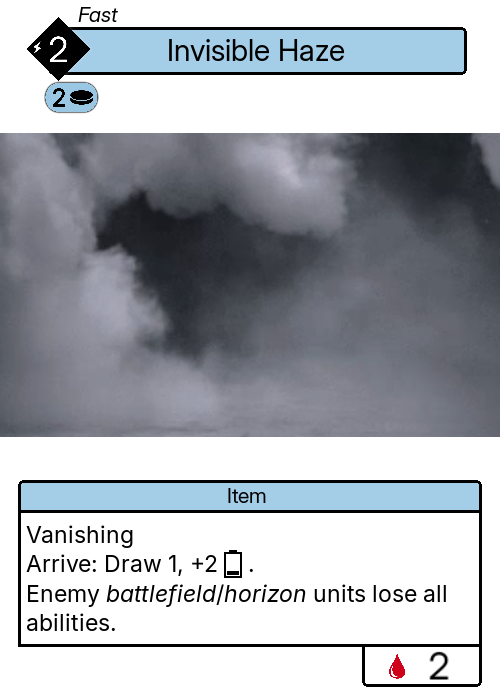 Fast
2
Invisible Haze
2
Item
Vanishing
Arrive: Draw 1, +2 .
Enemy battlefield/horizon units lose all
abilities.
2